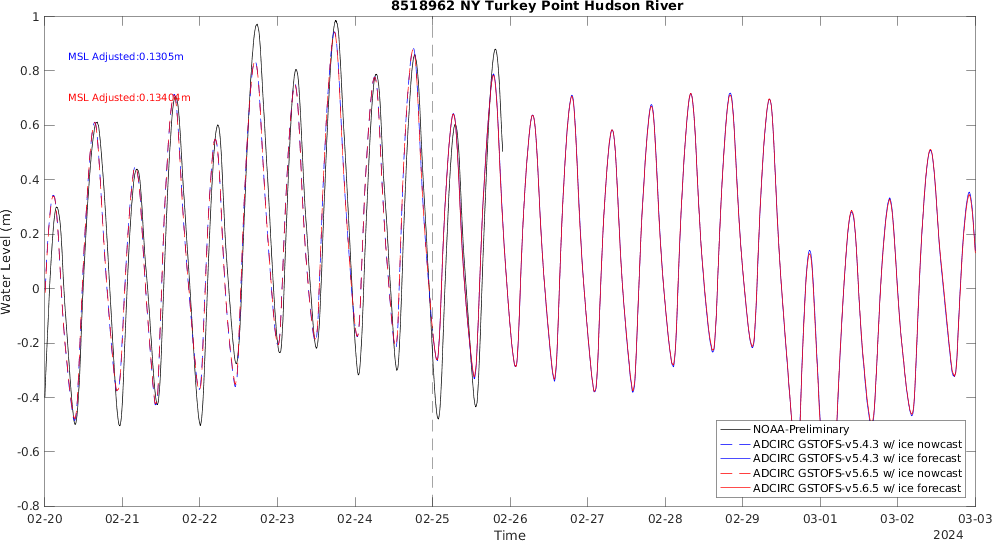 8518962 NY Turkey Point Hudson River
1
0.8
0.6
0.4
0.2
0
-0.2
-0.4
-0.6
-0.8
Water Level (m)
MSL Adjusted:0.1305m
MSL Adjusted:0.13404m
NOAA-Preliminary
ADCIRC GSTOFS-v5.4.3 w/ ice nowcast
ADCIRC GSTOFS-v5.4.3 w/ ice forecast
ADCIRC GSTOFS-v5.6.5 w/ ice nowcast
ADCIRC GSTOFS-v5.6.5 w/ ice forecast
02-20 02-21 02-22 02-23 02-24 02-25 02-26 02-27 02-28 02-29 03-01 03-02 03-03
Time
2024